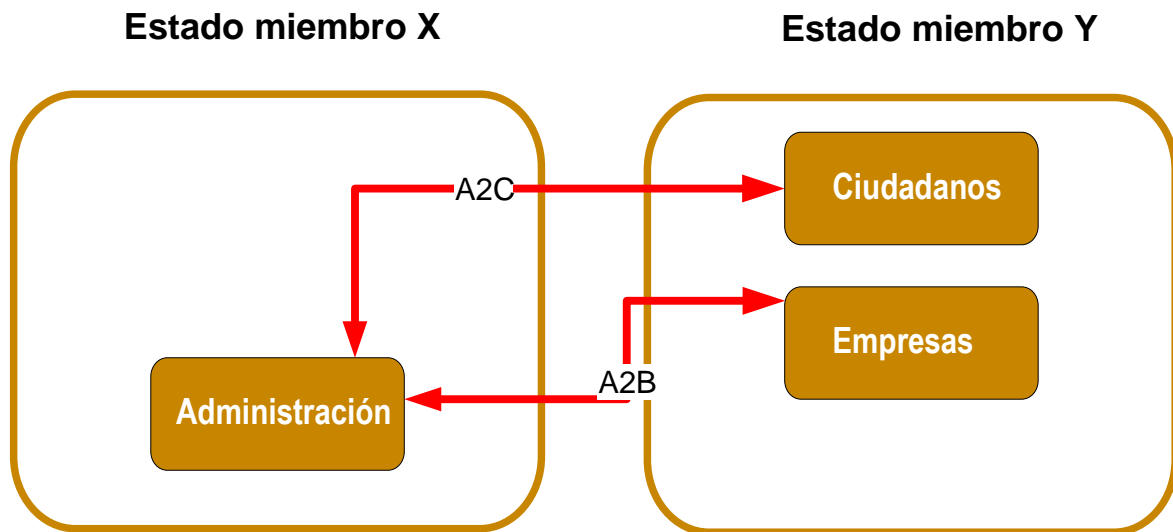 Estado miembro X
Estado miembro Y
A2C
Ciudadanos
Empresas
A2B
Administración